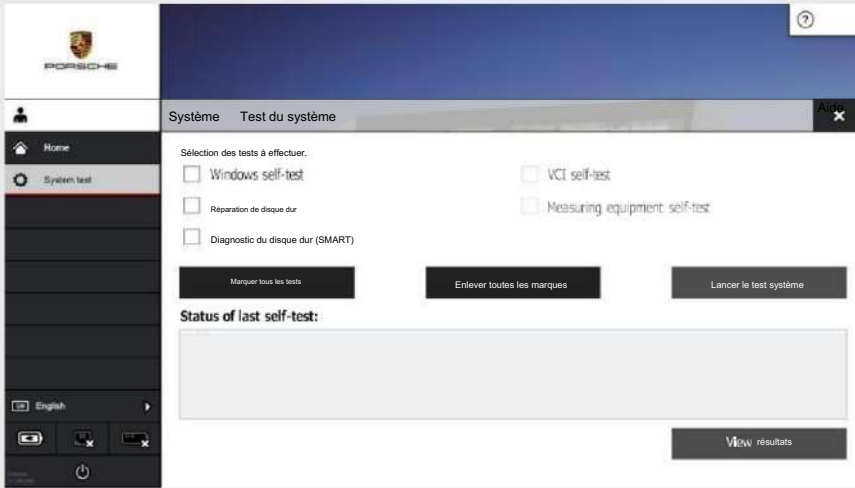 PORSCHE
Aide
Système Test du système
Home
System test
Sélection des tests à effectuer.
Windows self-test
VCI self-test
Réparation de disque dur
Measuring equipment self-test
Diagnostic du disque dur (SMART)
Marquer tous les tests
Enlever toutes les marques
Lancer le test système
Status of last self-test:
English
View résultats